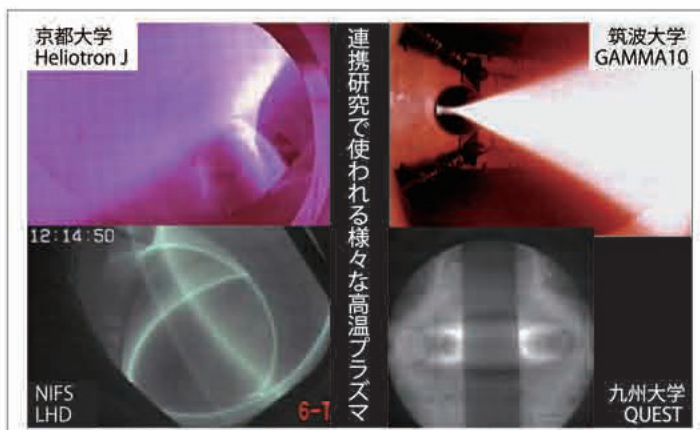 京都大学
Heliotron J
連携研究で使われる様々な高温プラズマ
筑波大学
GAMMA10
12:14:50
NIFS
LHD
6-T
九州大学
QUEST